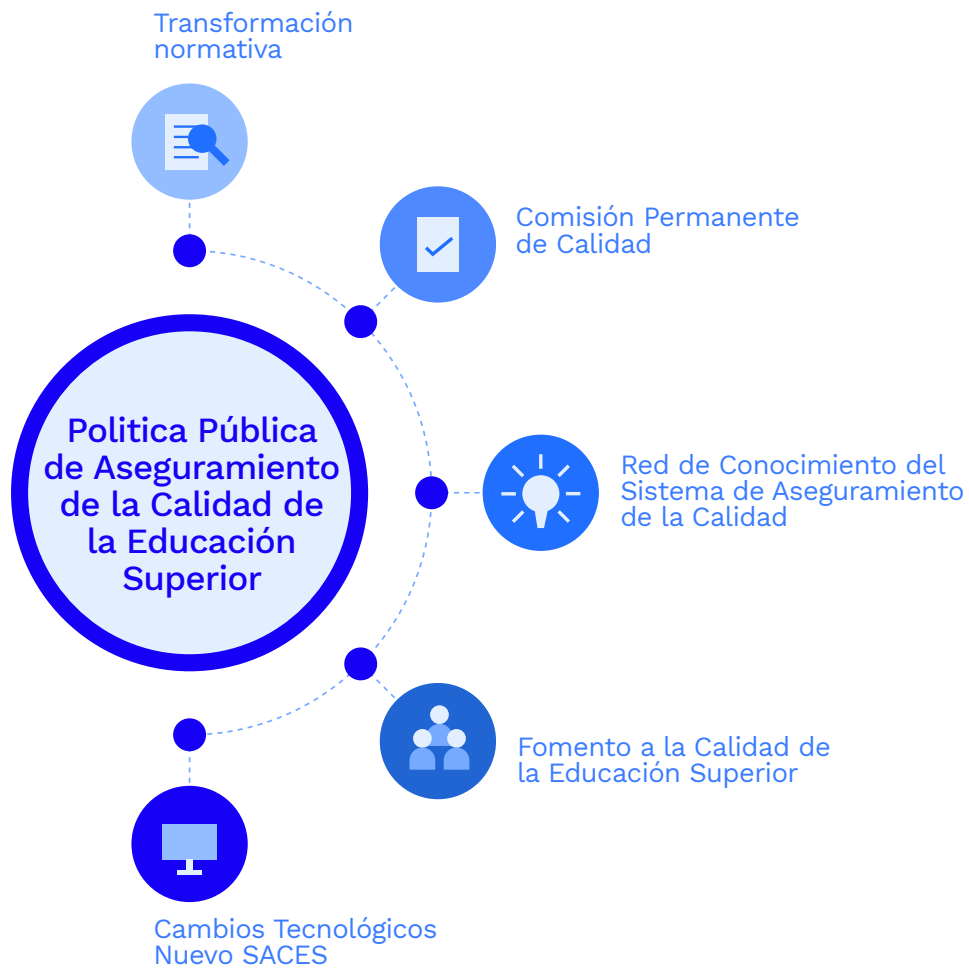 Transformación
normativa
Comisión Permanente
de Calidad
Politica Pública
de Aseguramiento
de la Calidad de
la Educación
Superior
Red de Conocimiento del
Sistema de Aseguramiento
de la Calidad
Fomento a la Calidad de
la Educación Superior
Cambios Tecnológicos
Nuevo SACES